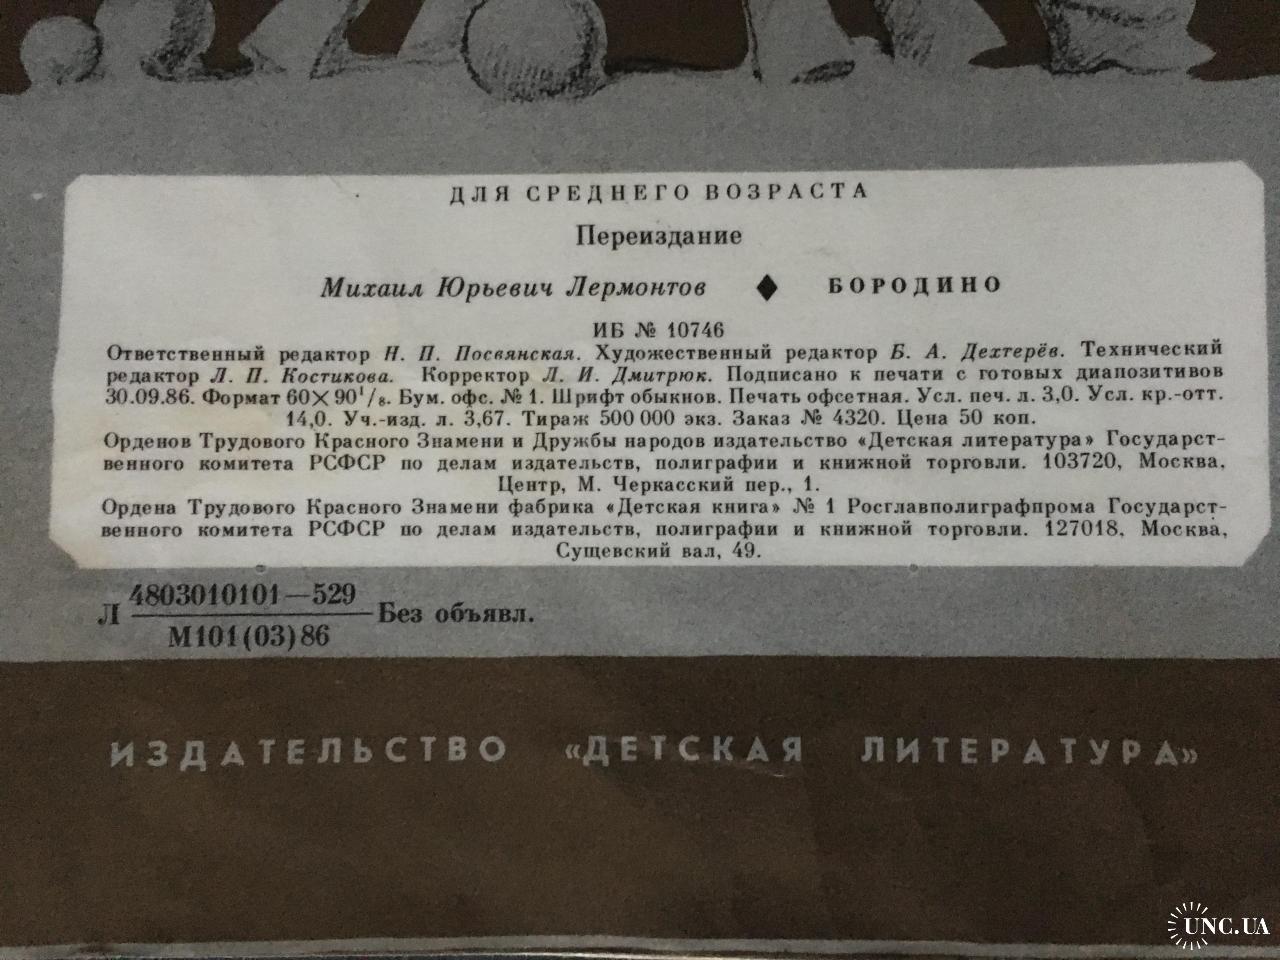 ДЛЯ СРЕДНЕГО ВОЗРАСТА
Переиздание
Михаил Юрьевич Лермонтов ♦ БОРОДИНО
ИБ № 10746
Ответственный редактор Н. П. Посвянская. Художественный редактор Б. А. Дехтерёв. Технический
редактор Л. П. Костикова. Корректор Л. И. Дмитрюк. Подписано к печати с готовых диапозитивов
30.09.86. Формат 60×90¹/₈. Бум. офс. № 1. Шрифт обыкнов. Печать офсетная. Усл. печ. л. 3,0. Усл. кр.-отт.
14,0. Уч.-изд. л. 3,67. Тираж 500 000 экз. Заказ № 4320. Цена 50 коп.
Орденов Трудового Красного Знамени и Дружбы народов издательство «Детская литература» Государст-
венного комитета РСФСР по делам издательств, полиграфии и книжной торговли. 103720, Москва,
Центр, М. Черкасский пер., 1.
Ордена Трудового Красного Знамени фабрика «Детская книга» № 1 Росглавполиграфпрома Государст-
венного комитета РСФСР по делам издательств, полиграфии и книжной торговли. 127018, Москва,
Сущевский вал, 49.
4803010101—529
Л Без объявл.
М101(03)86
ИЗДАТЕЛЬСТВО «ДЕТСКАЯ ЛИТЕРАТУРА»
UNC.UA